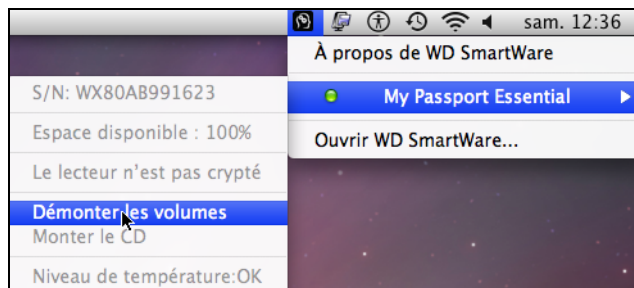 sam. 12:36
À propos de WD SmartWare
My Passport Essential
Ouvrir WD SmartWare...
S/N: WX80AB991623
Espace disponible : 100%
Le lecteur n'est pas crypté
Démonter les volumes
Monter le CD
Niveau de température:OK